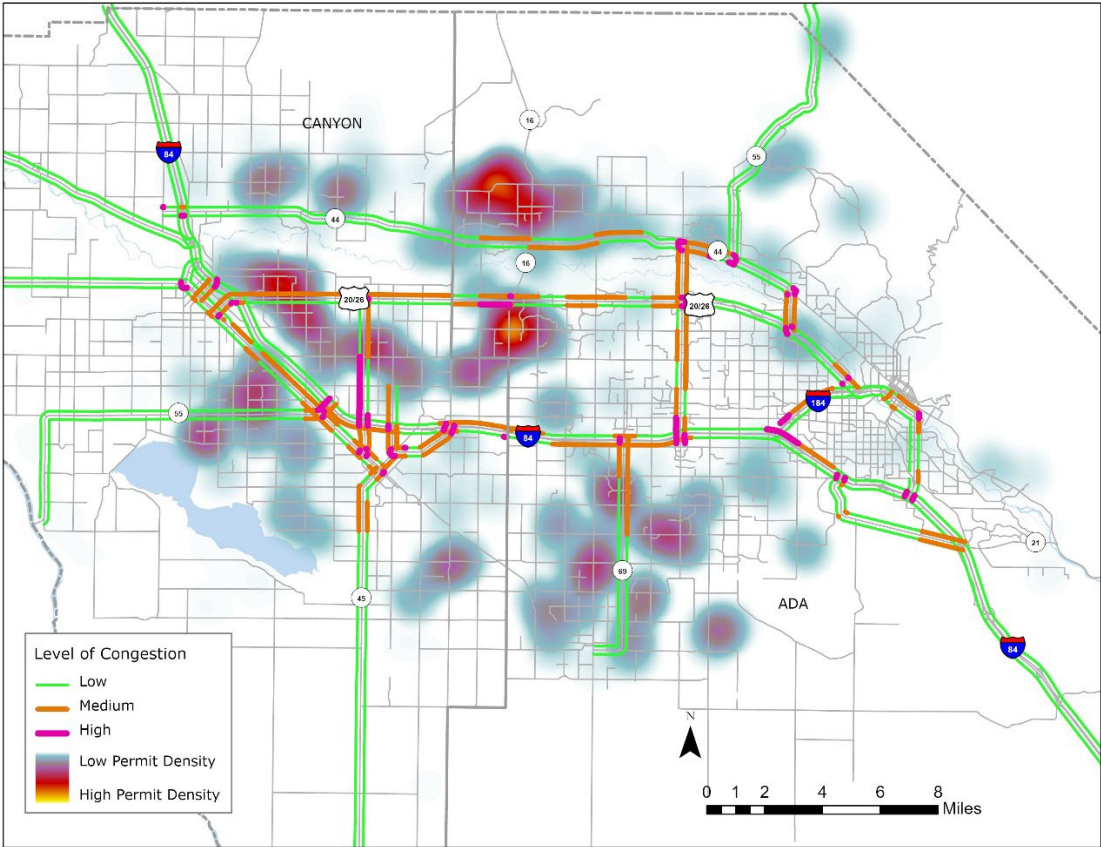 CANYON
16
84
55
44
44
16
20/26
20/26
184
55
84
21
69
ADA
45
84
Level of Congestion
Low
Medium
High
Low Permit Density
High Permit Density
N
0 1 2 4 6 8
Miles